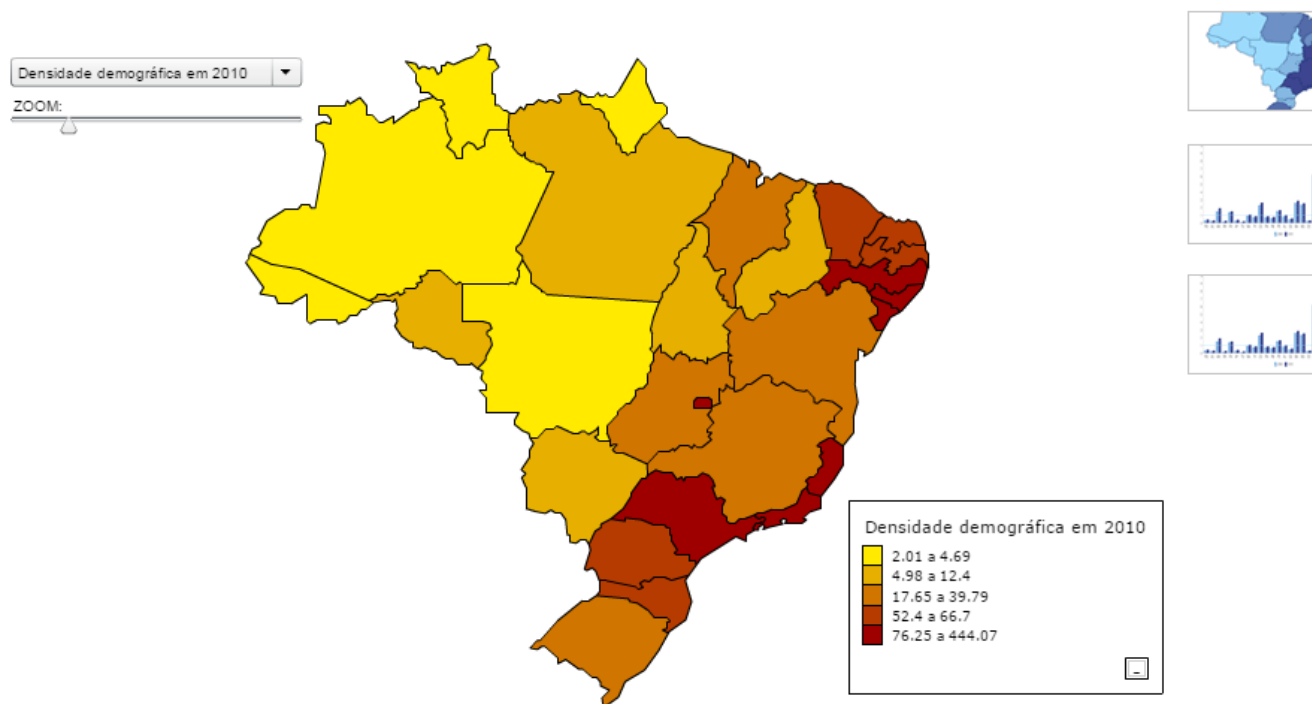 Densidade demográfica em 2010
ZOOM:
Densidade demográfica em 2010
2.01 a 4.69
4.98 a 12.4
17.65 a 39.79
52.4 a 66.7
76.25 a 444.07